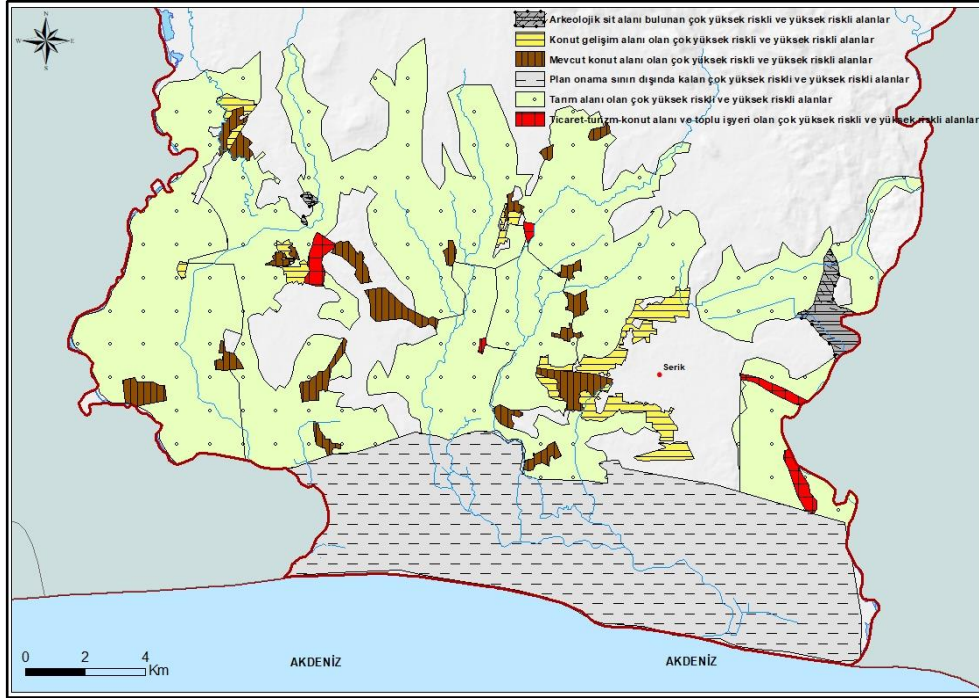 N
W
E
S
Arkeolojik sit alanı bulunan çok yüksek riskli ve yüksek riskli alanlar
Konut gelişim alanı olan çok yüksek riskli ve yüksek riskli alanlar
Mevcut konut alanı olan çok yüksek riskli ve yüksek riskli alanlar
Plan onama sınırı dışında kalan çok yüksek riskli ve yüksek riskli alanlar
Tarım alanı olan çok yüksek riskli ve yüksek riskli alanlar
Ticaret-turizm-konut alanı ve toplu işyeri olan çok yüksek riskli ve yüksek riskli alanlar
Serik
0 2 4
Km
AKDENİZ
AKDENİZ